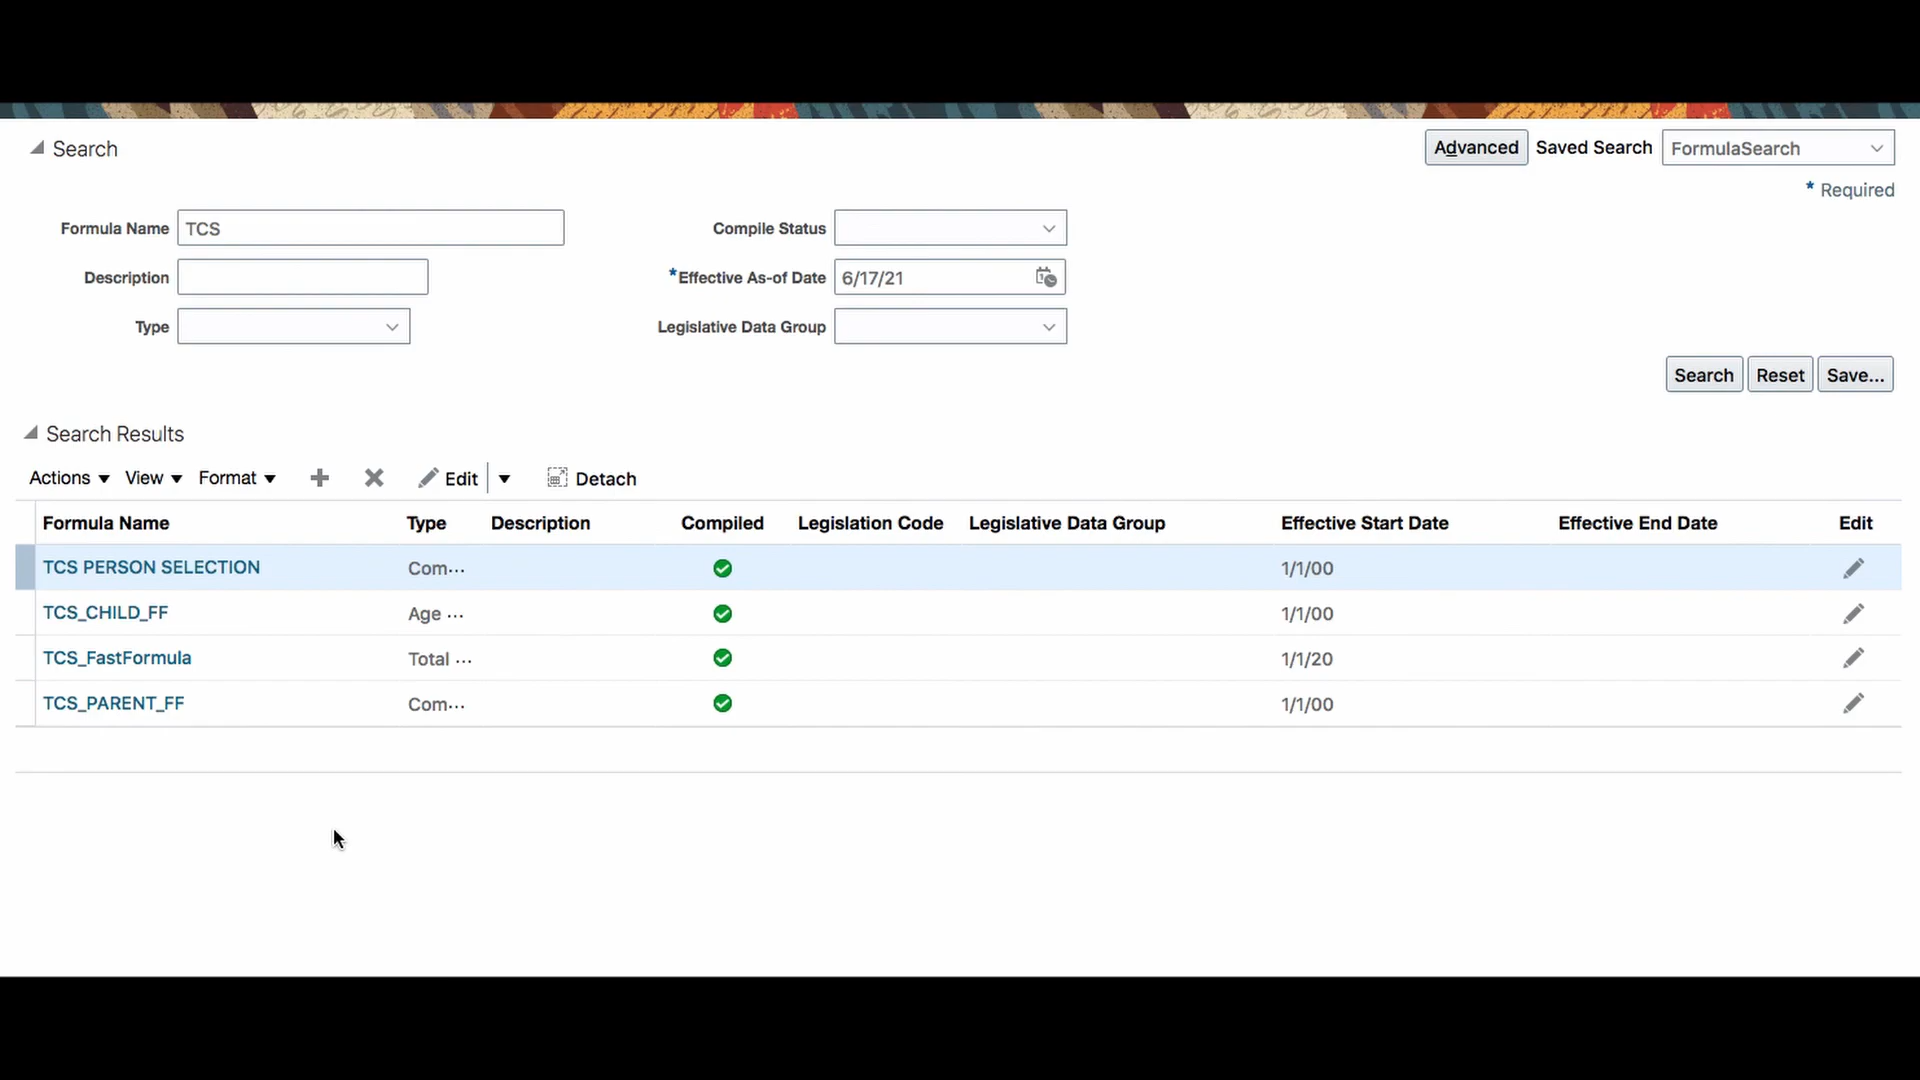 Search
Advanced Saved Search FormulaSearch
* Required
Formula Name TCS Compile Status
Description *Effective As-of Date 6/17/21
Type Legislative Data Group
Search Reset Save...
Search Results
Actions View Format Edit Detach
Formula Name Type Description Compiled Legislation Code Legislative Data Group Effective Start Date Effective End Date Edit
TCS PERSON SELECTION Com... 1/1/00
TCS_CHILD_FF Age ... 1/1/00
TCS_FastFormula Total ... 1/1/20
TCS_PARENT_FF Com... 1/1/00